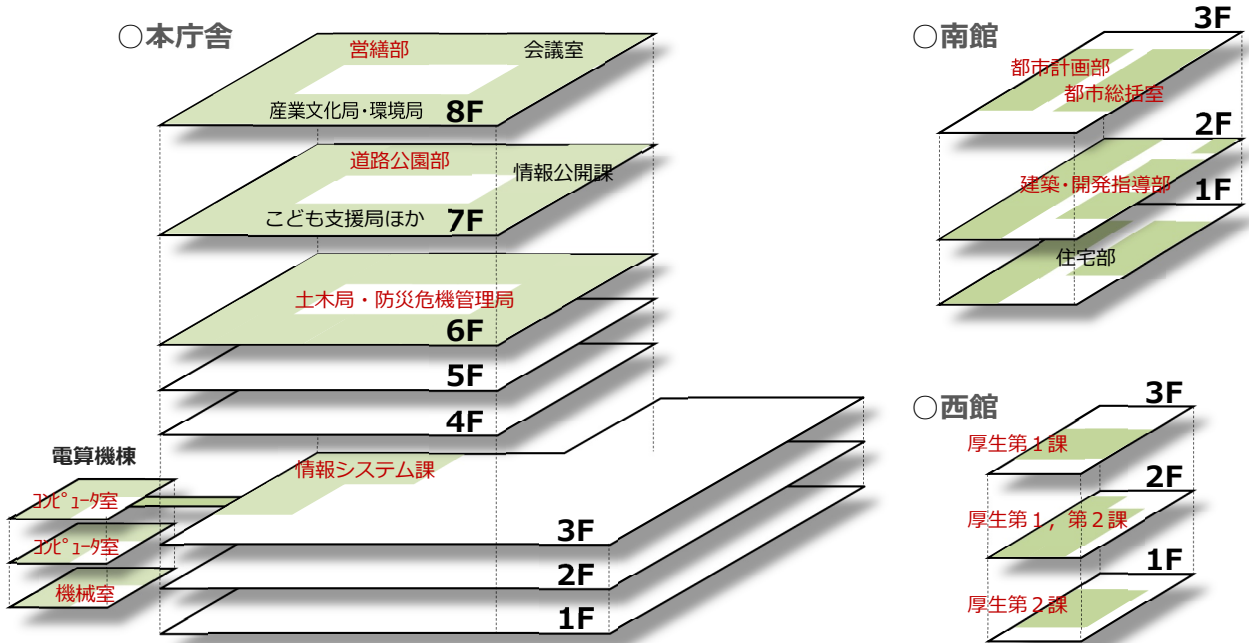 ○本庁舎
営繕部
会議室
産業文化局・環境局
8F
道路公園部
情報公開課
こども支援局ほか
7F
土木局・防災危機管理局
6F
5F
4F
電算機棟
情報システム課
ｺﾝﾋﾟｭｰﾀ室
ｺﾝﾋﾟｭｰﾀ室
機械室
3F
2F
1F
○南館
3F
都市計画部
都市総括室
2F
建築・開発指導部
1F
住宅部
○西館
3F
厚生第１課
2F
厚生第１，第２課
1F
厚生第２課